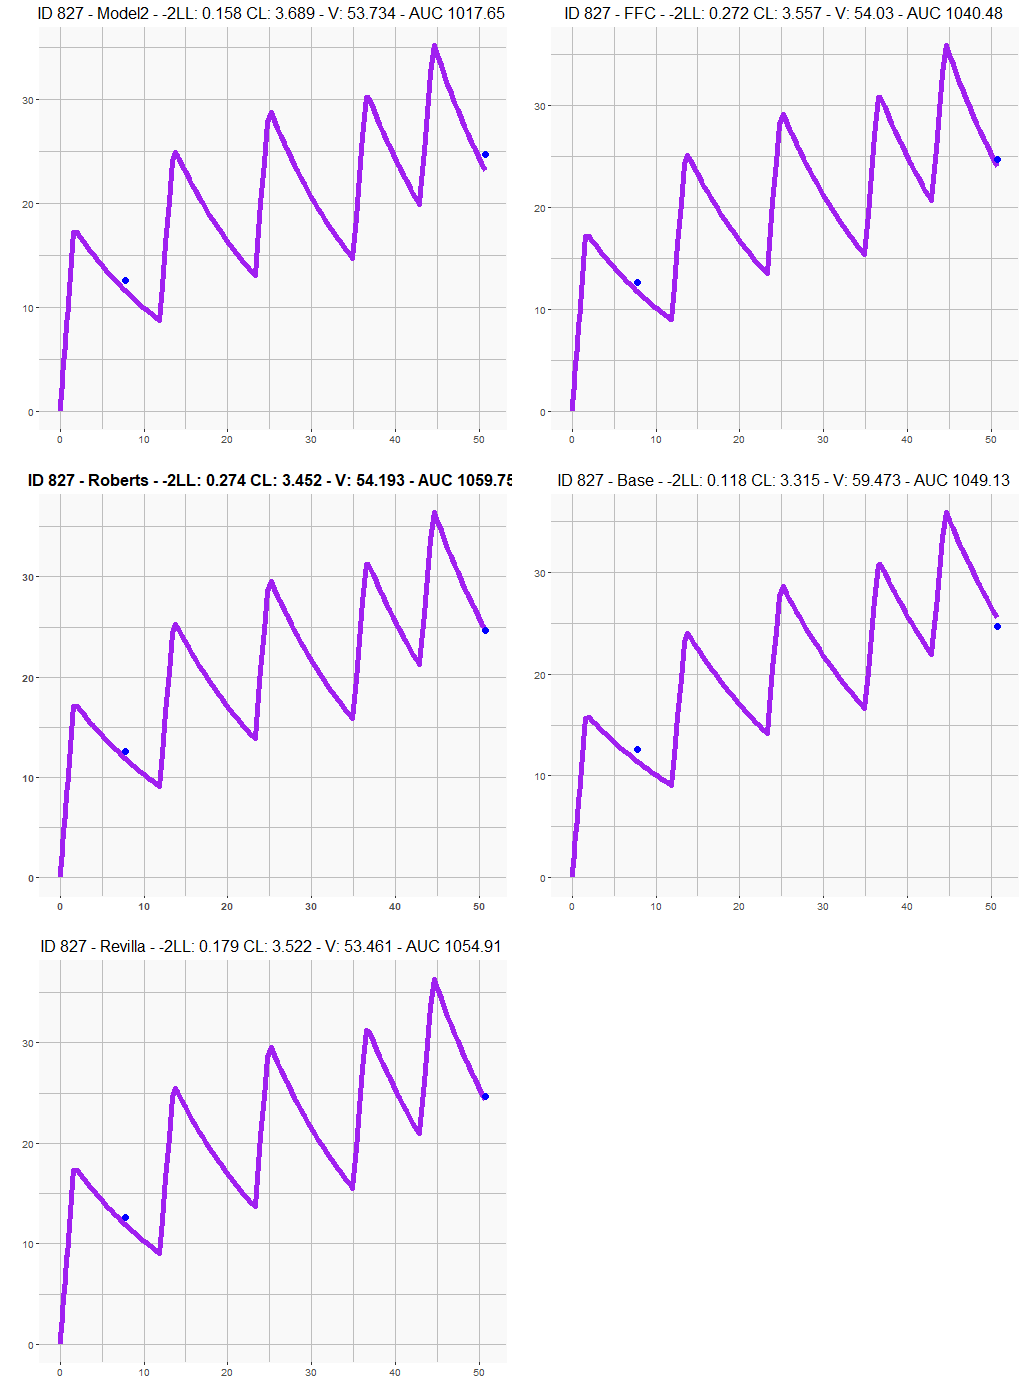 ID 827 - Model2 - -2LL: 0.158 CL: 3.689 - V: 53.734 - AUC 1017.65
30
20
10
0
0 10 20 30 40 50
ID 827 - FFC - -2LL: 0.272 CL: 3.557 - V: 54.03 - AUC 1040.48
30
20
10
0
0 10 20 30 40 50
ID 827 - Roberts - -2LL: 0.274 CL: 3.452 - V: 54.193 - AUC 1059.75
30
20
10
0
0 10 20 30 40 50
ID 827 - Base - -2LL: 0.118 CL: 3.315 - V: 59.473 - AUC 1049.13
30
20
10
0
0 10 20 30 40 50
ID 827 - Revilla - -2LL: 0.179 CL: 3.522 - V: 53.461 - AUC 1054.91
30
20
10
0
0 10 20 30 40 50